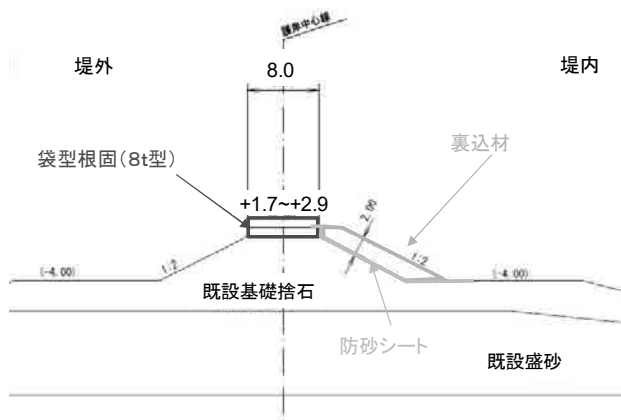 護岸中心線
堤外
堤内
8.0
袋型根固(8t型)
裏込材
+1.7~+2.9
2.00
1/2
1/2
(-4.00)
(-4.00)
既設基礎捨石
防砂シート
既設盛砂